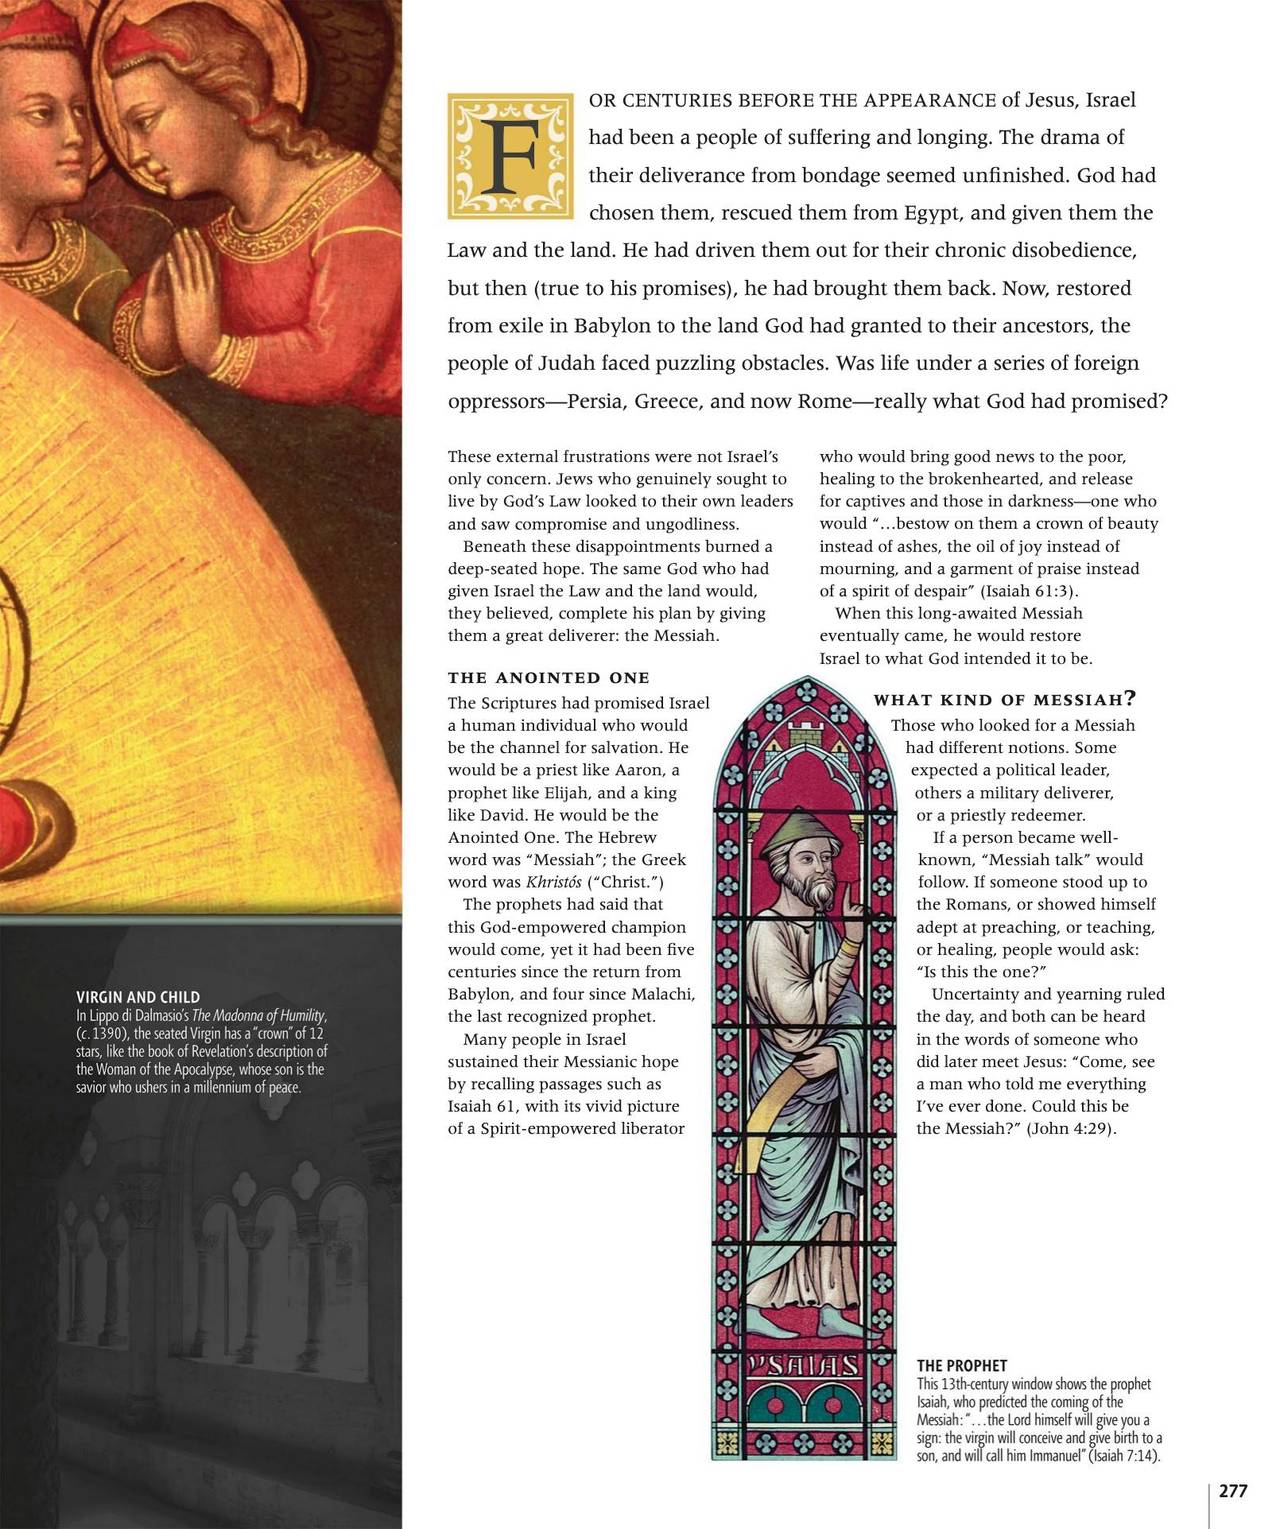 FOR CENTURIES BEFORE THE APPEARANCE of Jesus, Israel
had been a people of suffering and longing. The drama of
their deliverance from bondage seemed unfinished. God had
chosen them, rescued them from Egypt, and given them the
Law and the land. He had driven them out for their chronic disobedience,
but then (true to his promises), he had brought them back. Now, restored
from exile in Babylon to the land God had granted to their ancestors, the
people of Judah faced puzzling obstacles. Was life under a series of foreign
oppressors—Persia, Greece, and now Rome—really what God had promised?
These external frustrations were not Israel’s
only concern. Jews who genuinely sought to
live by God’s Law looked to their own leaders
and saw compromise and ungodliness.
Beneath these disappointments burned a
deep-seated hope. The same God who had
given Israel the Law and the land would,
they believed, complete his plan by giving
them a great deliverer: the Messiah.
THE ANOINTED ONE
The Scriptures had promised Israel
a human individual who would
be the channel for salvation. He
would be a priest like Aaron, a
prophet like Elijah, and a king
like David. He would be the
Anointed One. The Hebrew
word was “Messiah”; the Greek
word was Khristós (“Christ.”)
The prophets had said that
this God-empowered champion
would come, yet it had been five
centuries since the return from
Babylon, and four since Malachi,
the last recognized prophet.
Many people in Israel
sustained their Messianic hope
by recalling passages such as
Isaiah 61, with its vivid picture
of a Spirit-empowered liberator
who would bring good news to the poor,
healing to the brokenhearted, and release
for captives and those in darkness—one who
would “…bestow on them a crown of beauty
instead of ashes, the oil of joy instead of
mourning, and a garment of praise instead
of a spirit of despair” (Isaiah 61:3).
When this long-awaited Messiah
eventually came, he would restore
Israel to what God intended it to be.
WHAT KIND OF MESSIAH?
Those who looked for a Messiah
had different notions. Some
expected a political leader,
others a military deliverer,
or a priestly redeemer.
If a person became well-
known, “Messiah talk” would
follow. If someone stood up to
the Romans, or showed himself
adept at preaching, or teaching,
or healing, people would ask:
“Is this the one?”
Uncertainty and yearning ruled
the day, and both can be heard
in the words of someone who
did later meet Jesus: “Come, see
a man who told me everything
I’ve ever done. Could this be
the Messiah?” (John 4:29).
VIRGIN AND CHILD
In Lippo di Dalmasio’s The Madonna of Humility,
(c. 1390), the seated Virgin has a “crown” of 12
stars, like the book of Revelation’s description of
the Woman of the Apocalypse, whose son is the
savior who ushers in a millennium of peace.
YSAIAS
THE PROPHET
This 13th-century window shows the prophet
Isaiah, who predicted the coming of the
Messiah: “…the Lord himself will give you a
sign: the virgin will conceive and give birth to a
son, and will call him Immanuel” (Isaiah 7:14).
277